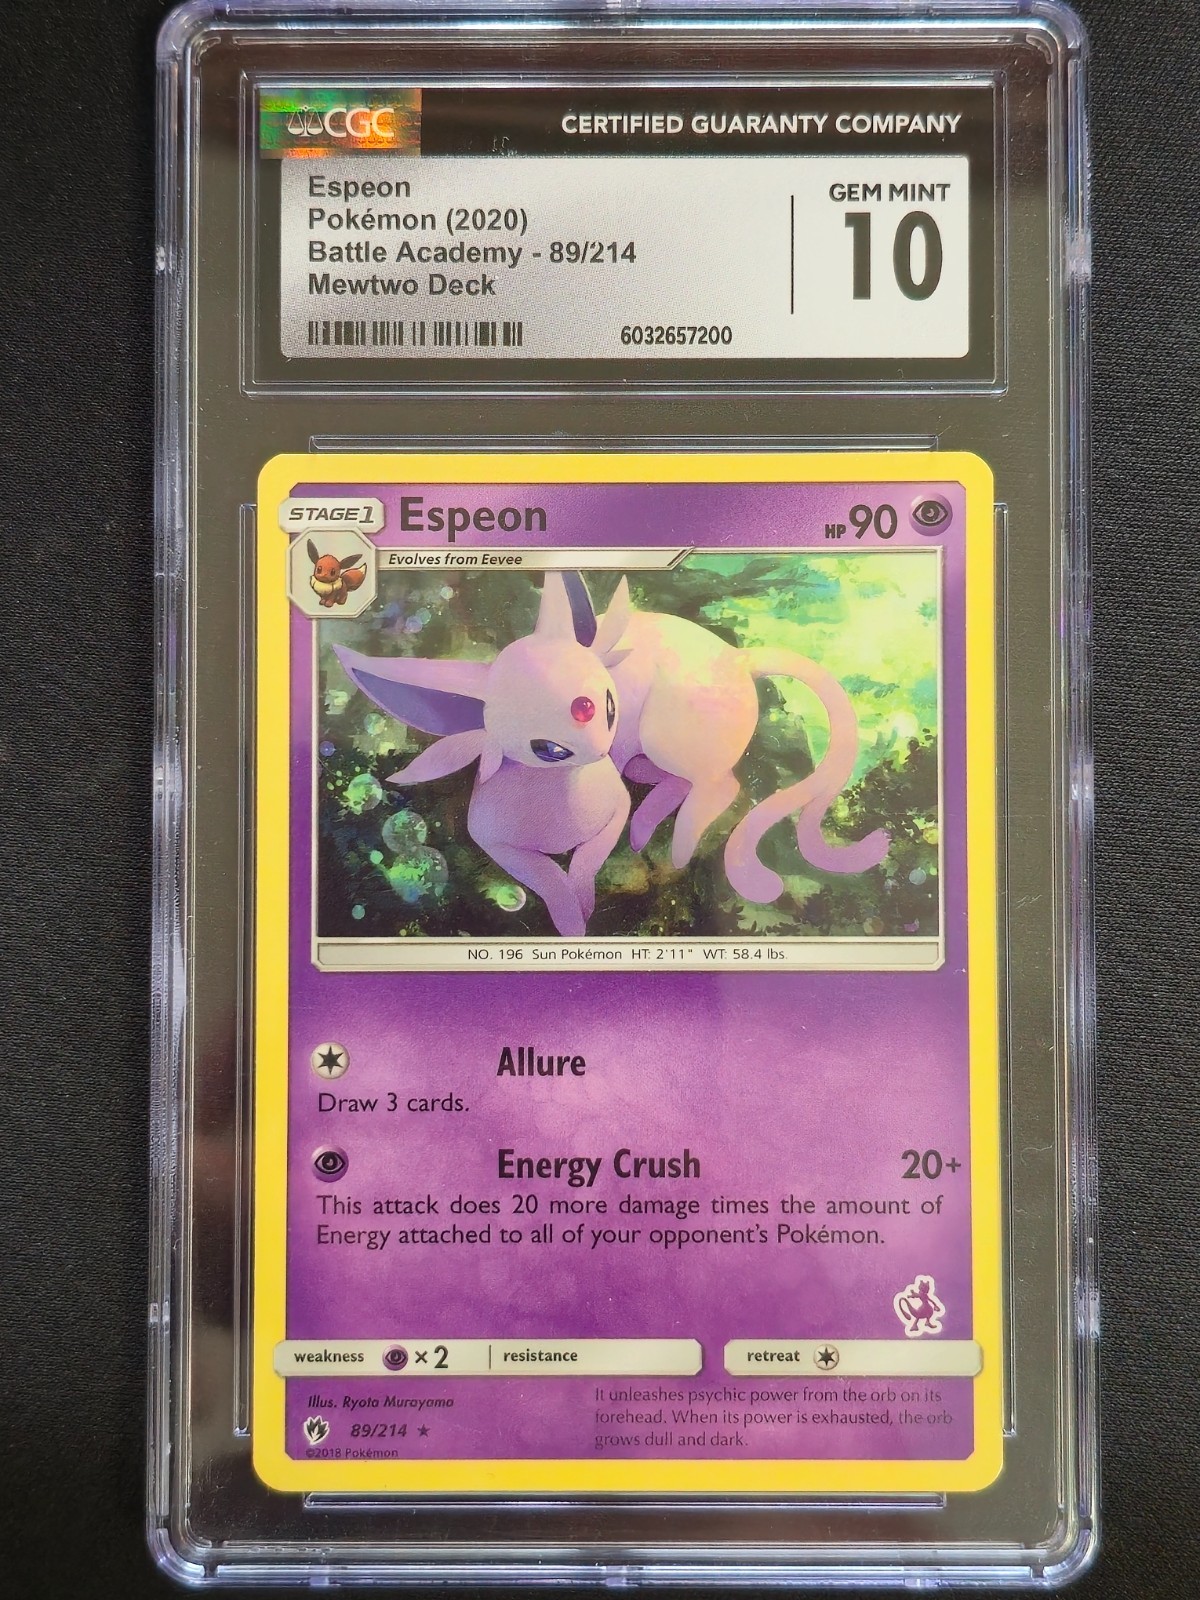 CGC
CERTIFIED GUARANTY COMPANY
Espeon
Pokémon (2020)
Battle Academy - 89/214
Mewtwo Deck
GEM MINT
10
6032657200
STAGE1
Espeon
HP 90
Evolves from Eevee
NO. 196 Sun Pokémon HT: 2'11" WT: 58.4 lbs.
Allure
Draw 3 cards.
Energy Crush 20+
This attack does 20 more damage times the amount of
Energy attached to all of your opponent's Pokémon.
weakness ×2 resistance retreat
Illus. Ryota Murayama
89/214 ★
©2018 Pokémon
It unleashes psychic power from the orb on its
forehead. When its power is exhausted, the orb
grows dull and dark.